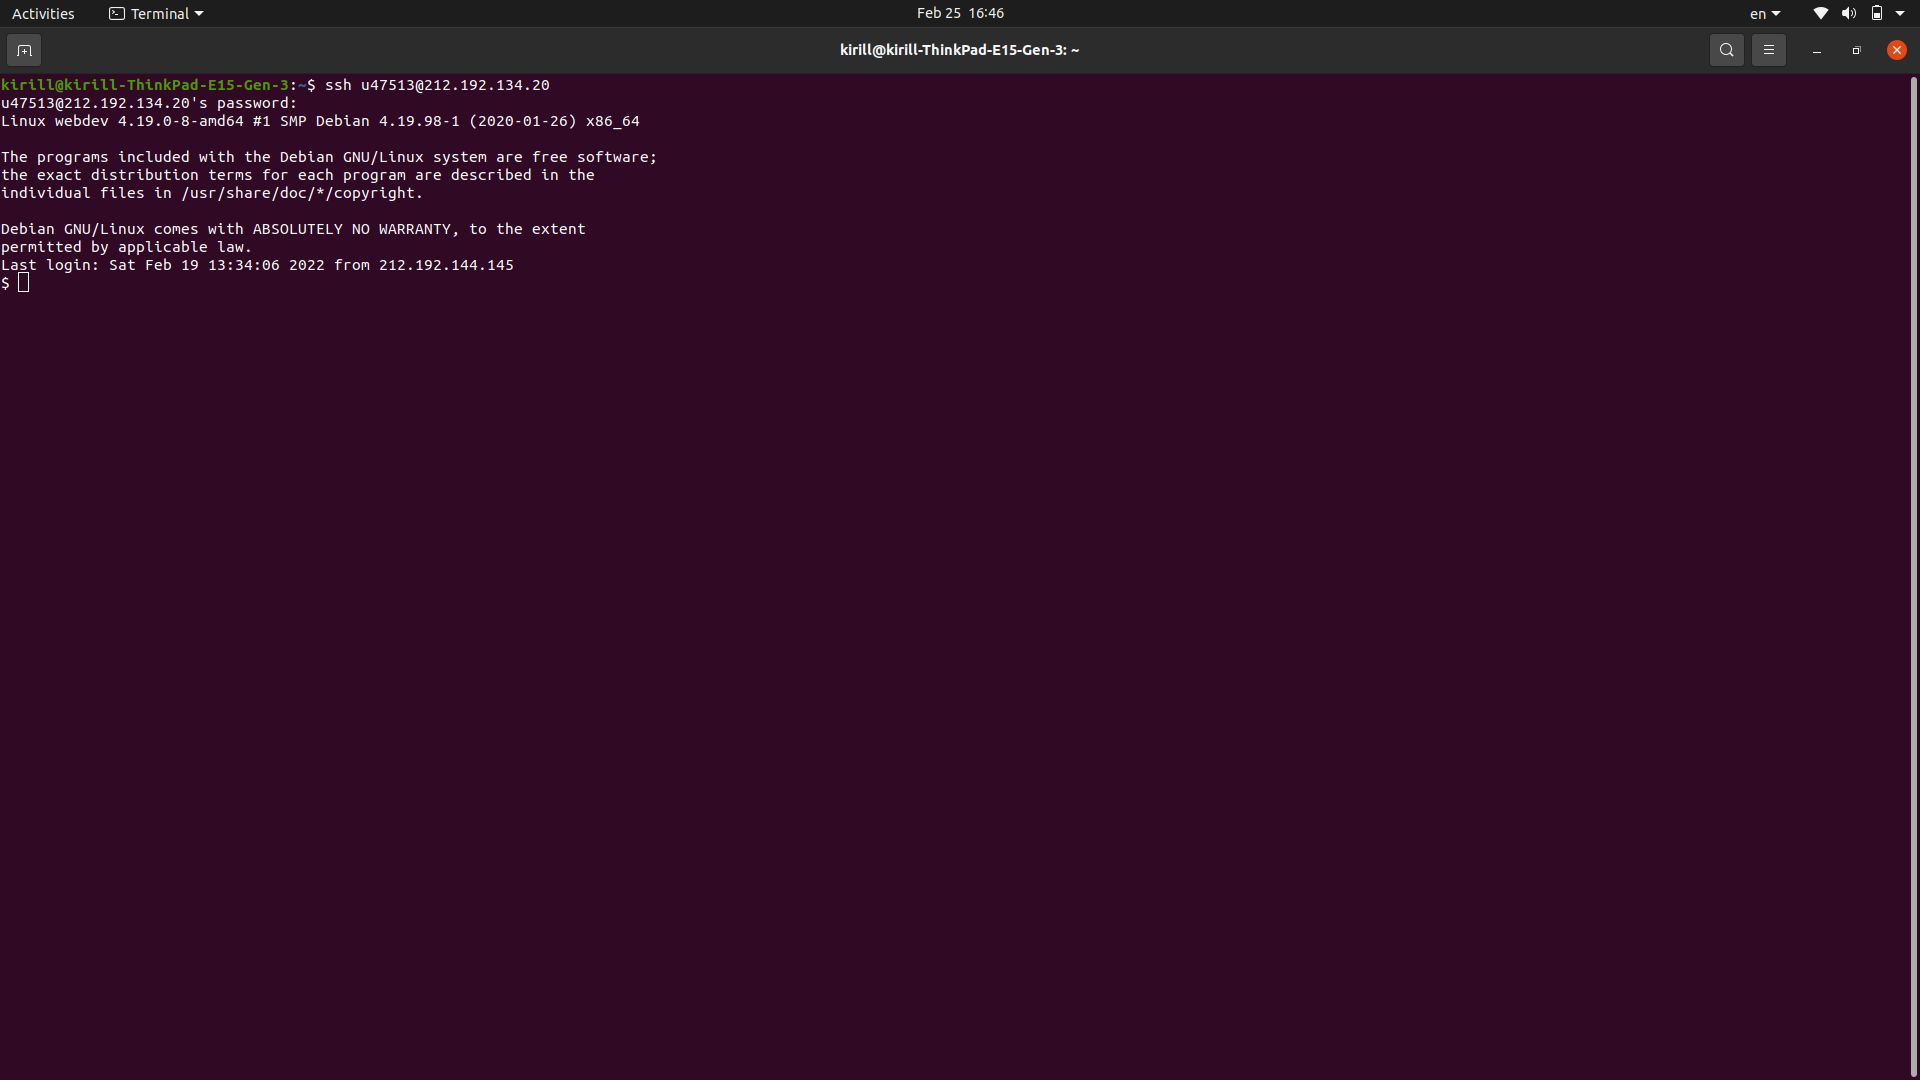 Activities Terminal Feb 25 16:46 en
kirill@kirill-ThinkPad-E15-Gen-3: ~
kirill@kirill-ThinkPad-E15-Gen-3:~$ ssh u47513@212.192.134.20
u47513@212.192.134.20's password:
Linux webdev 4.19.0-8-amd64 #1 SMP Debian 4.19.98-1 (2020-01-26) x86_64
The programs included with the Debian GNU/Linux system are free software;
the exact distribution terms for each program are described in the
individual files in /usr/share/doc/*/copyright.
Debian GNU/Linux comes with ABSOLUTELY NO WARRANTY, to the extent
permitted by applicable law.
Last login: Sat Feb 19 13:34:06 2022 from 212.192.144.145
$